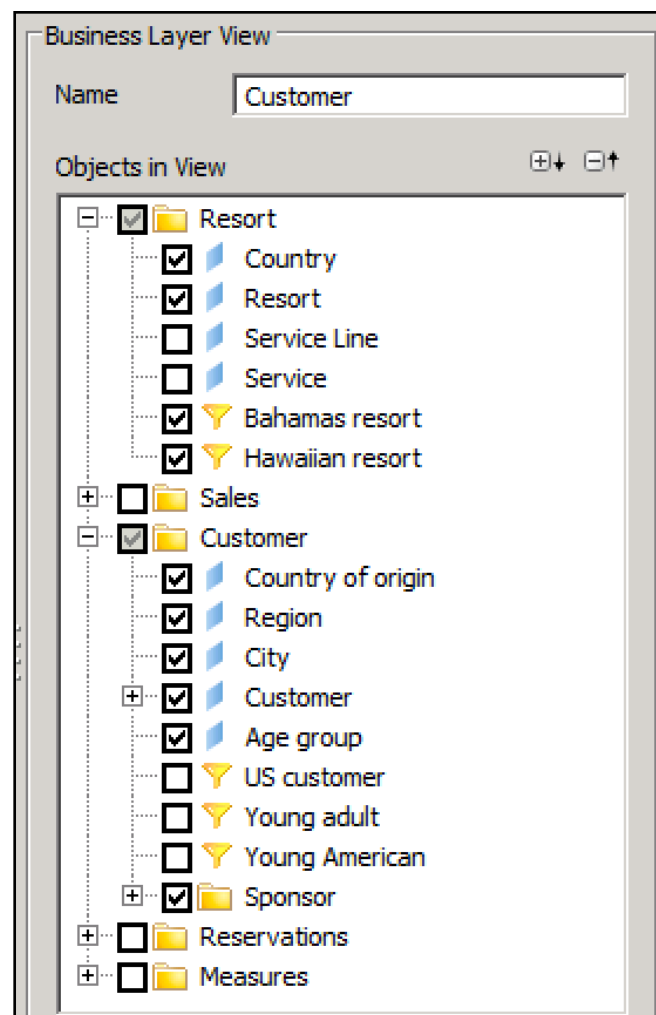 Business Layer View
Name Customer
Objects in View
Resort
Country
Resort
Service Line
Service
Bahamas resort
Hawaiian resort
Sales
Customer
Country of origin
Region
City
Customer
Age group
US customer
Young adult
Young American
Sponsor
Reservations
Measures